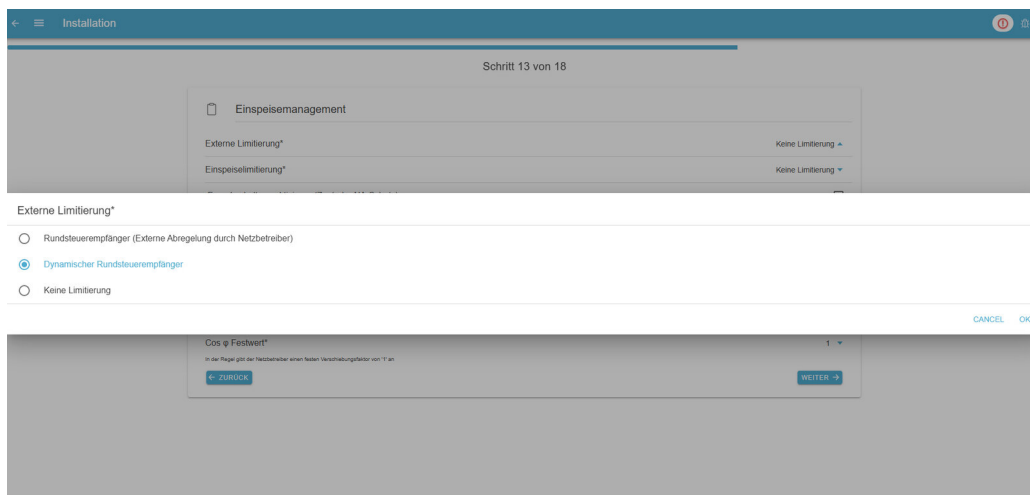 Installation
Schritt 13 von 18
Einspeisemanagement
Externe Limitierung* Keine Limitierung
Einspeiselimitierung* Keine Limitierung
Externe Limitierung*
Rundsteuerempfänger (Externe Abregelung durch Netzbetreiber)
Dynamischer Rundsteuerempfänger
Keine Limitierung
CANCEL OK
Cos φ Festwert* 1
In der Regel gibt der Netzbetreiber einen festen Verschiebungsfaktor von '1' an
← ZURÜCK WEITER →